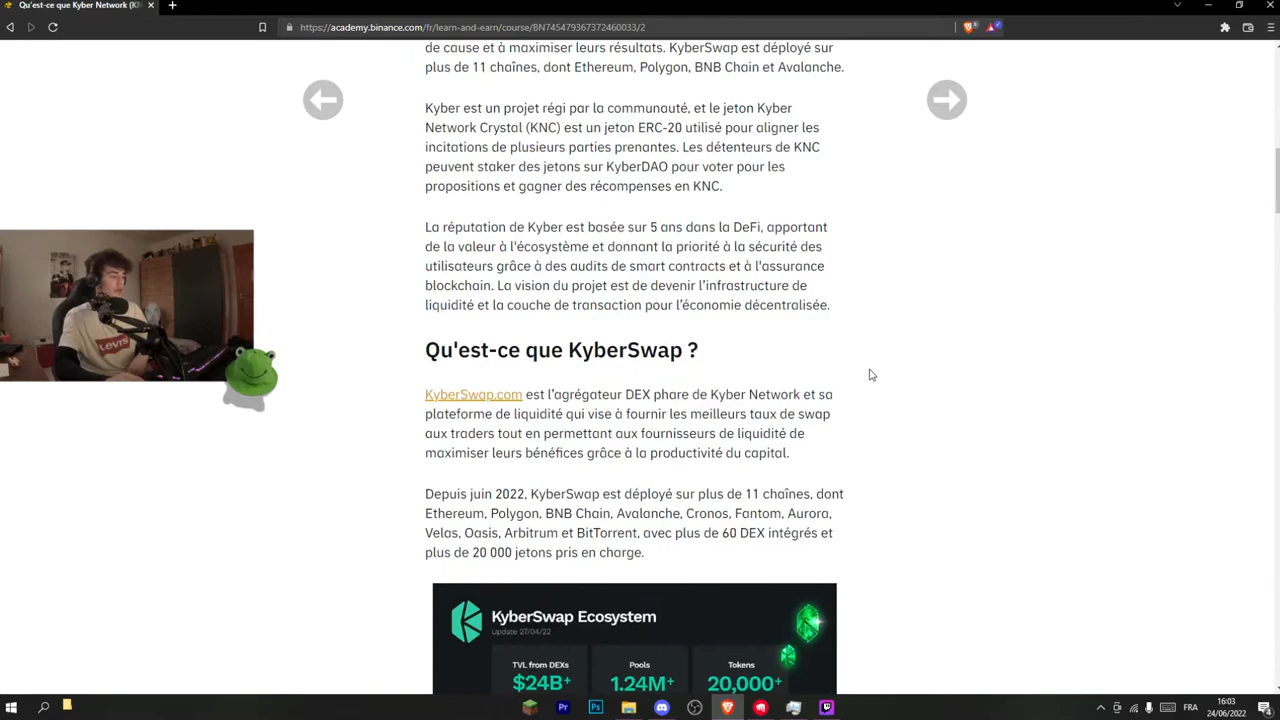 Qu'est-ce que Kyber Network (KN
https://academy.binance.com/fr/learn-and-earn/course/BN745479367372460033/2
de cause et à maximiser leurs résultats. KyberSwap est déployé sur
plus de 11 chaînes, dont Ethereum, Polygon, BNB Chain et Avalanche.
Kyber est un projet régi par la communauté, et le jeton Kyber
Network Crystal (KNC) est un jeton ERC-20 utilisé pour aligner les
incitations de plusieurs parties prenantes. Les détenteurs de KNC
peuvent staker des jetons sur KyberDAO pour voter pour les
propositions et gagner des récompenses en KNC.
La réputation de Kyber est basée sur 5 ans dans la DeFi, apportant
de la valeur à l'écosystème et donnant la priorité à la sécurité des
utilisateurs grâce à des audits de smart contracts et à l'assurance
blockchain. La vision du projet est de devenir l'infrastructure de
liquidité et la couche de transaction pour l'économie décentralisée.
Qu'est-ce que KyberSwap ?
KyberSwap.com est l'agrégateur DEX phare de Kyber Network et sa
plateforme de liquidité qui vise à fournir les meilleurs taux de swap
aux traders tout en permettant aux fournisseurs de liquidité de
maximiser leurs bénéfices grâce à la productivité du capital.
Depuis juin 2022, KyberSwap est déployé sur plus de 11 chaînes, dont
Ethereum, Polygon, BNB Chain, Avalanche, Cronos, Fantom, Aurora,
Velas, Oasis, Arbitrum et BitTorrent, avec plus de 60 DEX intégrés et
plus de 20 000 jetons pris en charge.
KyberSwap Ecosystem
Update 27/04/22
TVL from DEXs Pools Tokens
$24B+ 1.24M+ 20,000+
Levi's
Pr Ps
FRA
16:03
24/06/2022
4